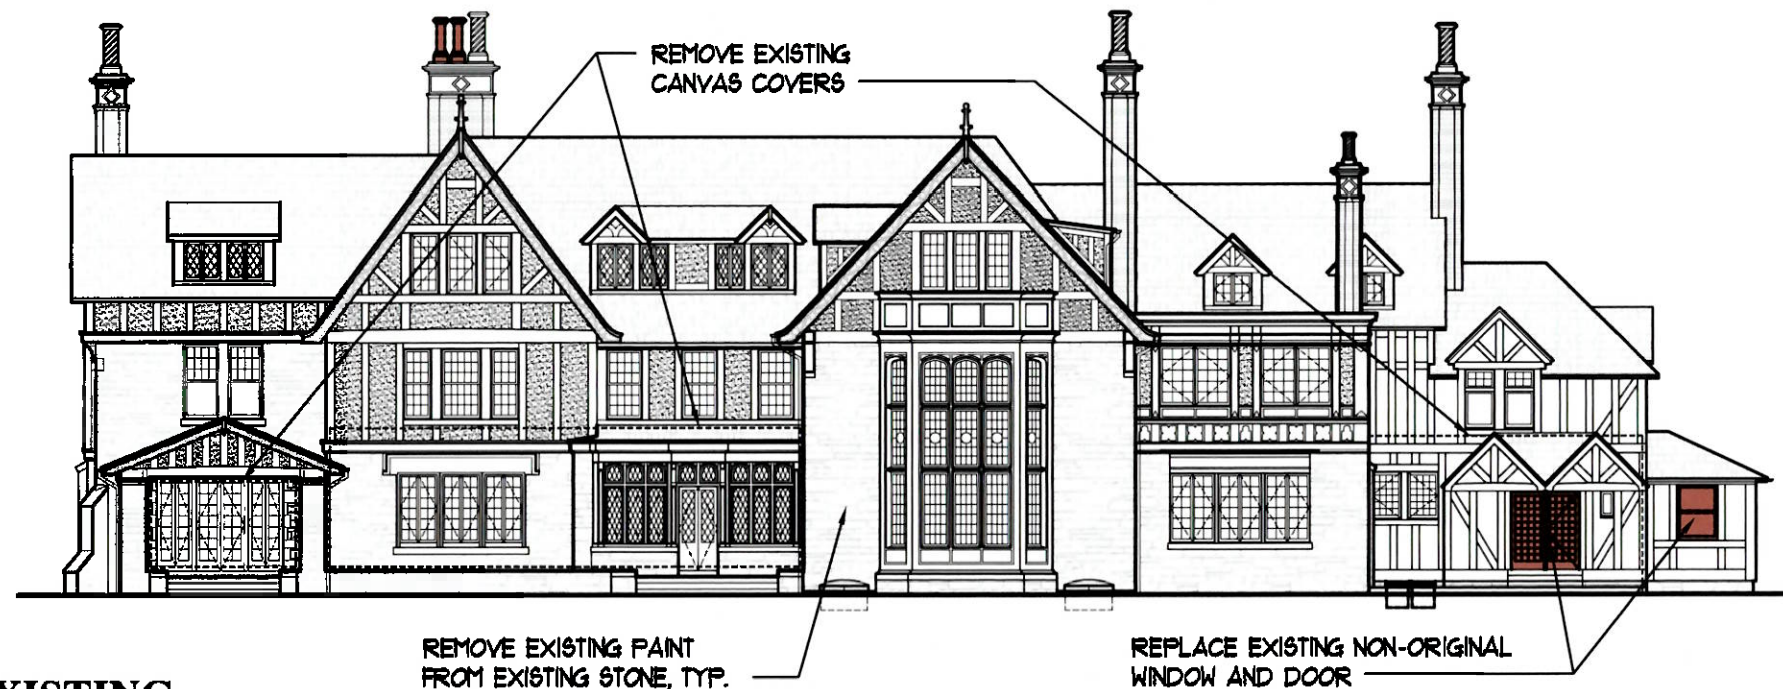 REMOVE EXISTING
CANVAS COVERS
REMOVE EXISTING PAINT
FROM EXISTING STONE, TYP.
REPLACE EXISTING NON-ORIGINAL
WINDOW AND DOOR